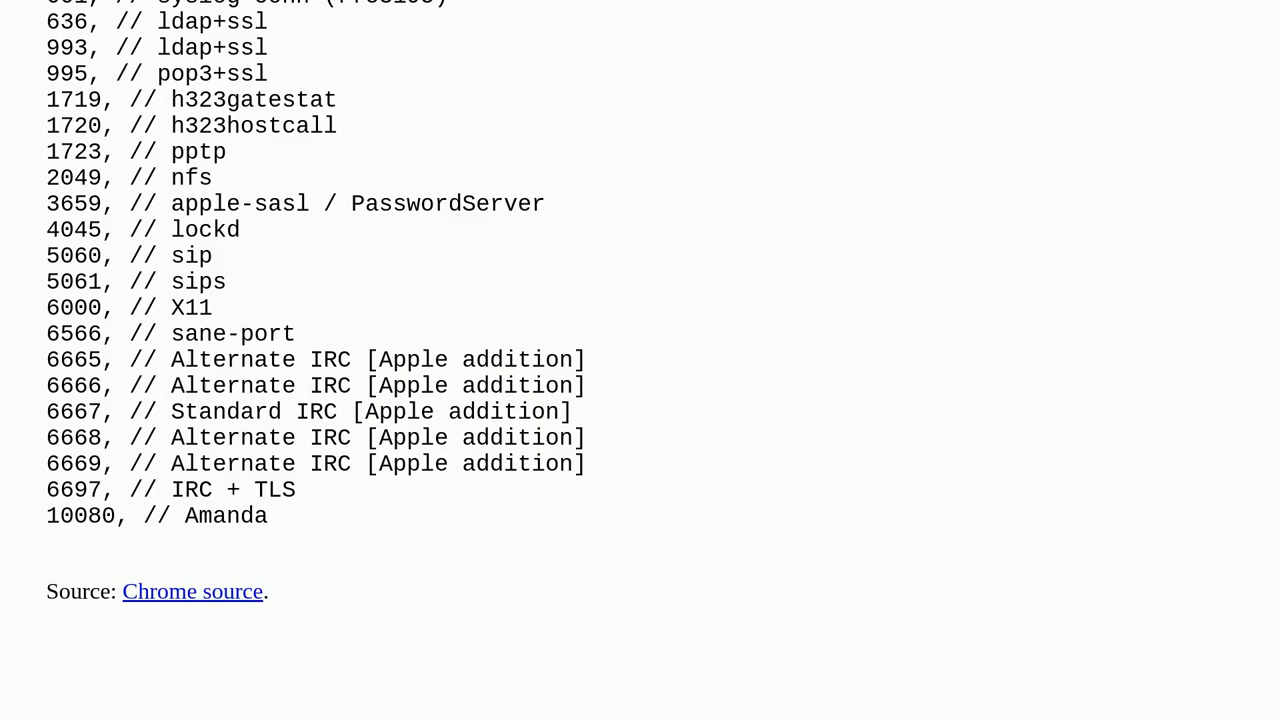 636, // ldap+ssl
993, // ldap+ssl
995, // pop3+ssl
1719, // h323gatestat
1720, // h323hostcall
1723, // pptp
2049, // nfs
3659, // apple-sasl / PasswordServer
4045, // lockd
5060, // sip
5061, // sips
6000, // X11
6566, // sane-port
6665, // Alternate IRC [Apple addition]
6666, // Alternate IRC [Apple addition]
6667, // Standard IRC [Apple addition]
6668, // Alternate IRC [Apple addition]
6669, // Alternate IRC [Apple addition]
6697, // IRC + TLS
10080, // Amanda
Source: Chrome source.